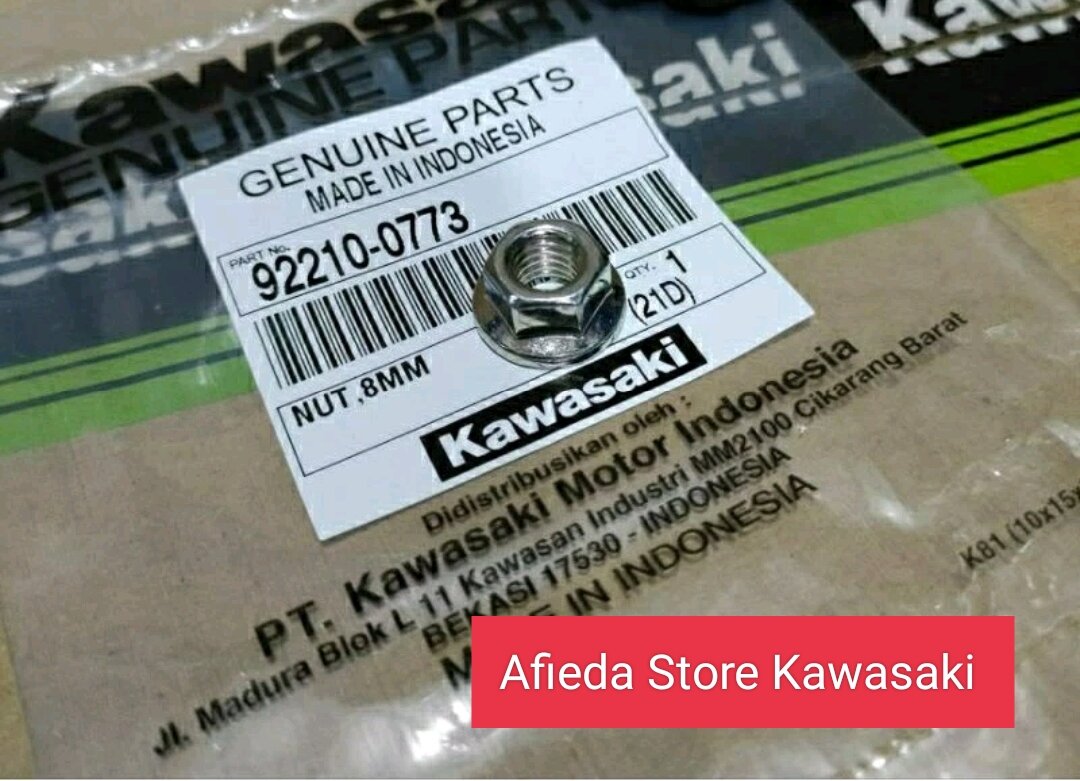 Kawasaki
GENUINE PARTS
GENUINE PARTS
MADE IN INDONESIA
PART No.
92210-0773
QTY. 1
NUT ,8MM
(21D)
Kawasaki
Didistribusikan oleh :
PT. Kawasaki Motor Indonesia
Jl. Madura Blok L 11 Kawasan Industri MM2100 Cikarang Barat
BEKASI 17530 - INDONESIA
IN INDONESIA
K81 (10x15
Afieda Store Kawasaki